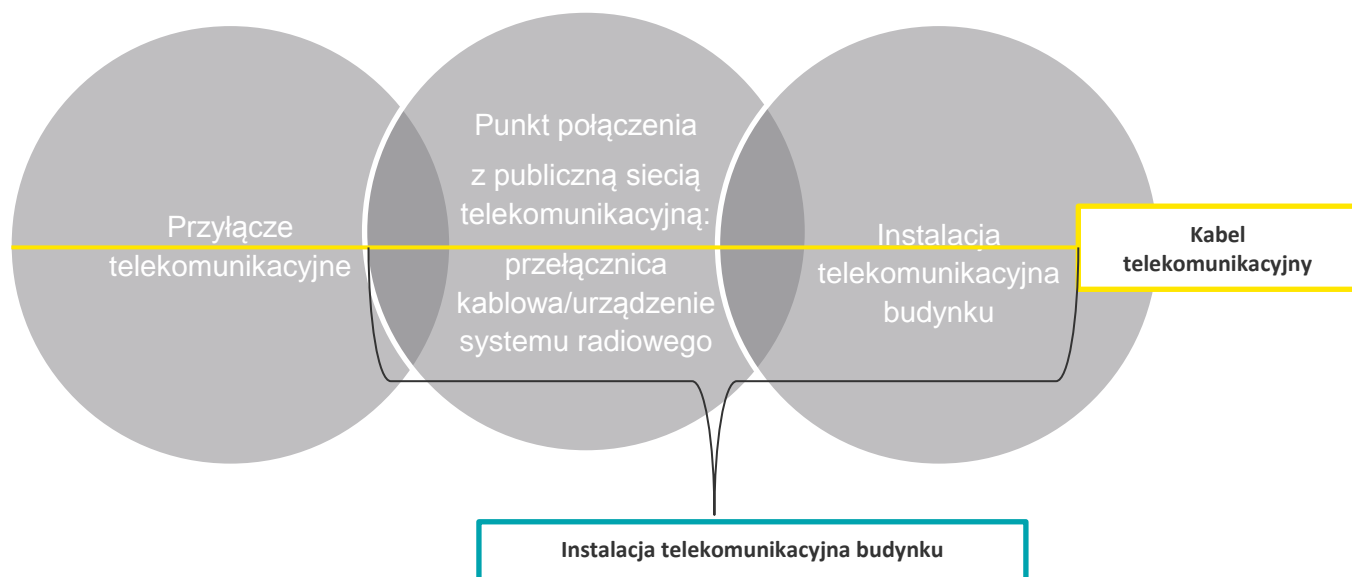 Przyłącze
telekomunikacyjne
Punkt połączenia
z publiczną siecią
telekomunikacyjną:
przełącznica
kablowa/urządzenie
systemu radiowego
Instalacja
telekomunikacyjna
budynku
Kabel
telekomunikacyjny
Instalacja telekomunikacyjna budynku